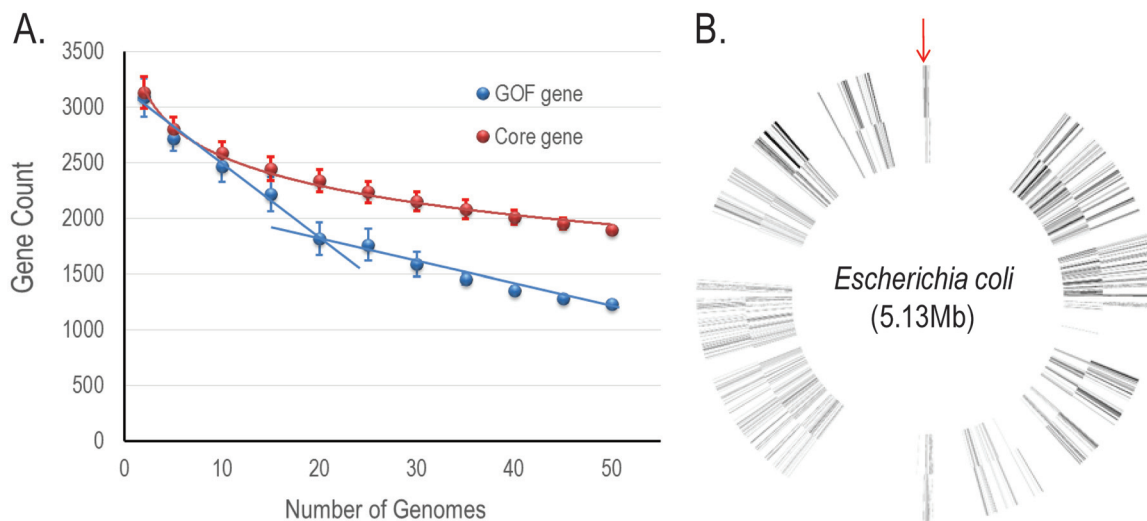 A.
B.
3500
3000
2500
2000
1500
1000
500
0
Gene Count
GOF gene
Core gene
0 10 20 30 40 50
Number of Genomes
Escherichia coli
(5.13Mb)